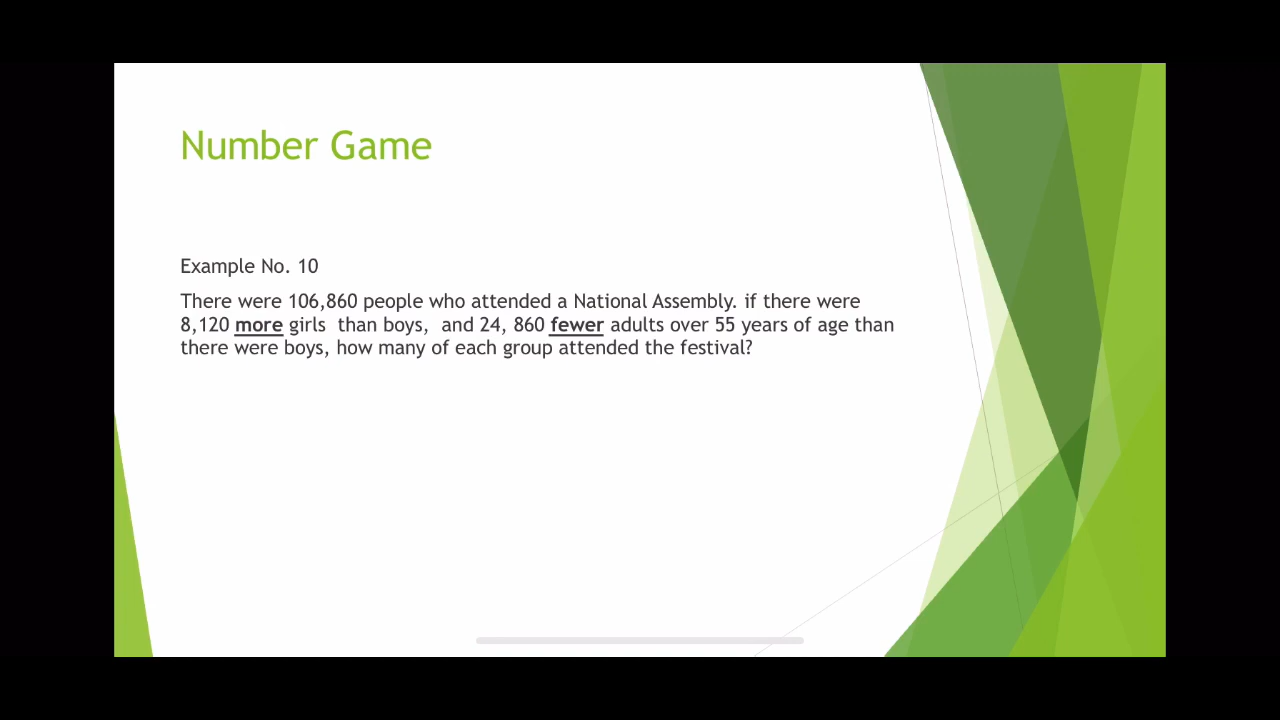 Number Game
Example No. 10
There were 106,860 people who attended a National Assembly. if there were
8,120 more girls than boys, and 24, 860 fewer adults over 55 years of age than
there were boys, how many of each group attended the festival?